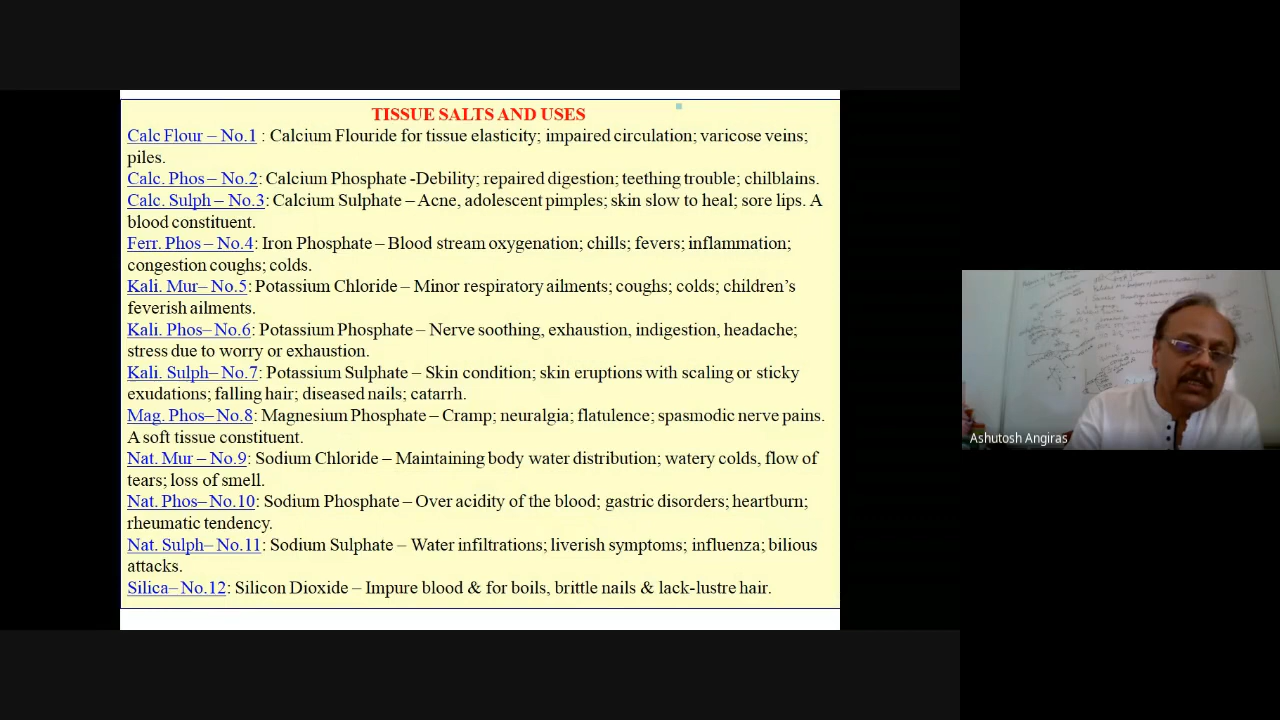 TISSUE SALTS AND USES
Calc Flour – No.1 : Calcium Flouride for tissue elasticity; impaired circulation; varicose veins;
piles.
Calc. Phos – No.2: Calcium Phosphate -Debility; repaired digestion; teething trouble; chilblains.
Calc. Sulph – No.3: Calcium Sulphate – Acne, adolescent pimples; skin slow to heal; sore lips. A
blood constituent.
Ferr. Phos – No.4: Iron Phosphate – Blood stream oxygenation; chills; fevers; inflammation;
congestion coughs; colds.
Kali. Mur– No.5: Potassium Chloride – Minor respiratory ailments; coughs; colds; children’s
feverish ailments.
Kali. Phos– No.6: Potassium Phosphate – Nerve soothing, exhaustion, indigestion, headache;
stress due to worry or exhaustion.
Kali. Sulph– No.7: Potassium Sulphate – Skin condition; skin eruptions with scaling or sticky
exudations; falling hair; diseased nails; catarrh.
Mag. Phos– No.8: Magnesium Phosphate – Cramp; neuralgia; flatulence; spasmodic nerve pains.
A soft tissue constituent.
Nat. Mur – No.9: Sodium Chloride – Maintaining body water distribution; watery colds, flow of
tears; loss of smell.
Nat. Phos– No.10: Sodium Phosphate – Over acidity of the blood; gastric disorders; heartburn;
rheumatic tendency.
Nat. Sulph– No.11: Sodium Sulphate – Water infiltrations; liverish symptoms; influenza; bilious
attacks.
Silica– No.12: Silicon Dioxide – Impure blood & for boils, brittle nails & lack-lustre hair.
Ashutosh Angiras